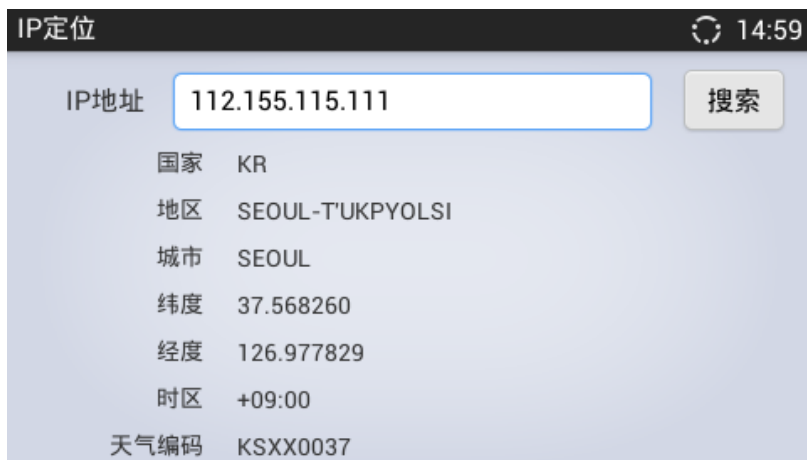 IP定位 14:59
IP地址 112.155.115.111 搜索
国家 KR
地区 SEOUL-T'UKPYOLSI
城市 SEOUL
纬度 37.568260
经度 126.977829
时区 +09:00
天气编码 KSXX0037